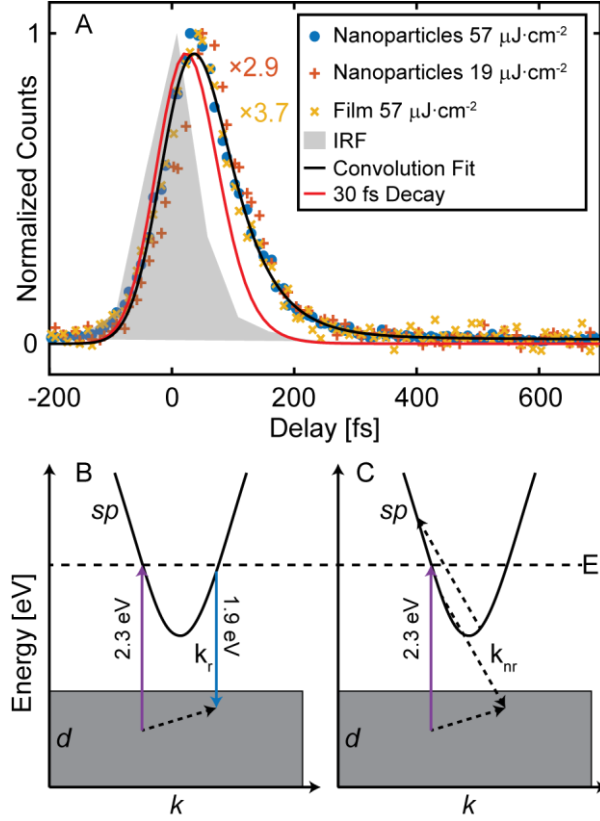 A
Nanoparticles 57 μJ·cm-2
Nanoparticles 19 μJ·cm-2
Film 57 μJ·cm-2
IRF
Convolution Fit
30 fs Decay
×2.9
×3.7
Normalized Counts
1
0
-200
0
200
400
600
Delay [fs]
B
C
sp
sp
E
Energy [eV]
2.3 eV
1.9 eV
kr
2.3 eV
knr
d
d
k
k